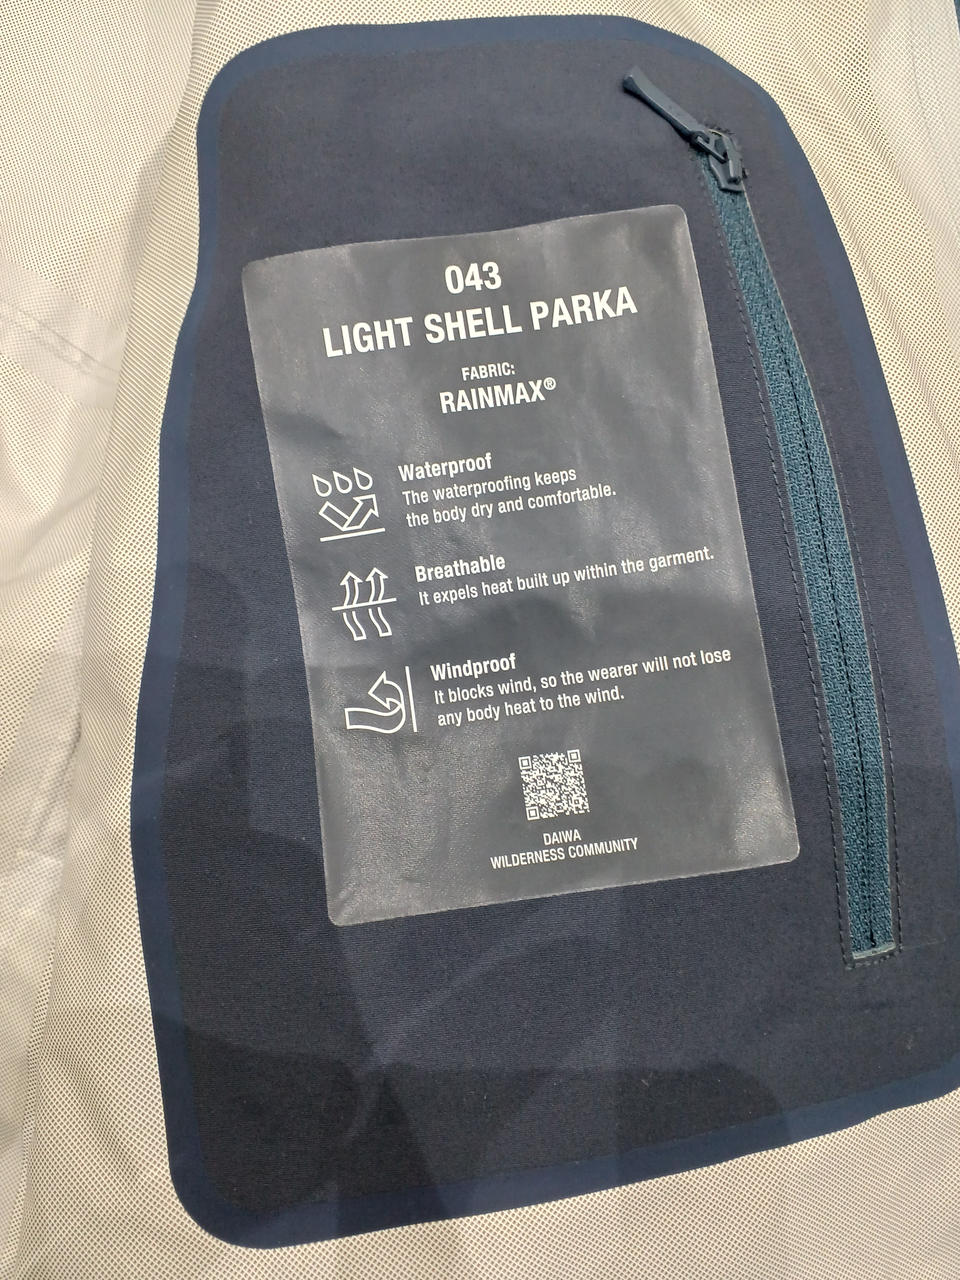 043
LIGHT SHELL PARKA
FABRIC:
RAINMAX®
Waterproof
The waterproofing keeps
the body dry and comfortable.
Breathable
It expels heat built up within the garment.
Windproof
It blocks wind, so the wearer will not lose
any body heat to the wind.
DAIWA
WILDERNESS COMMUNITY